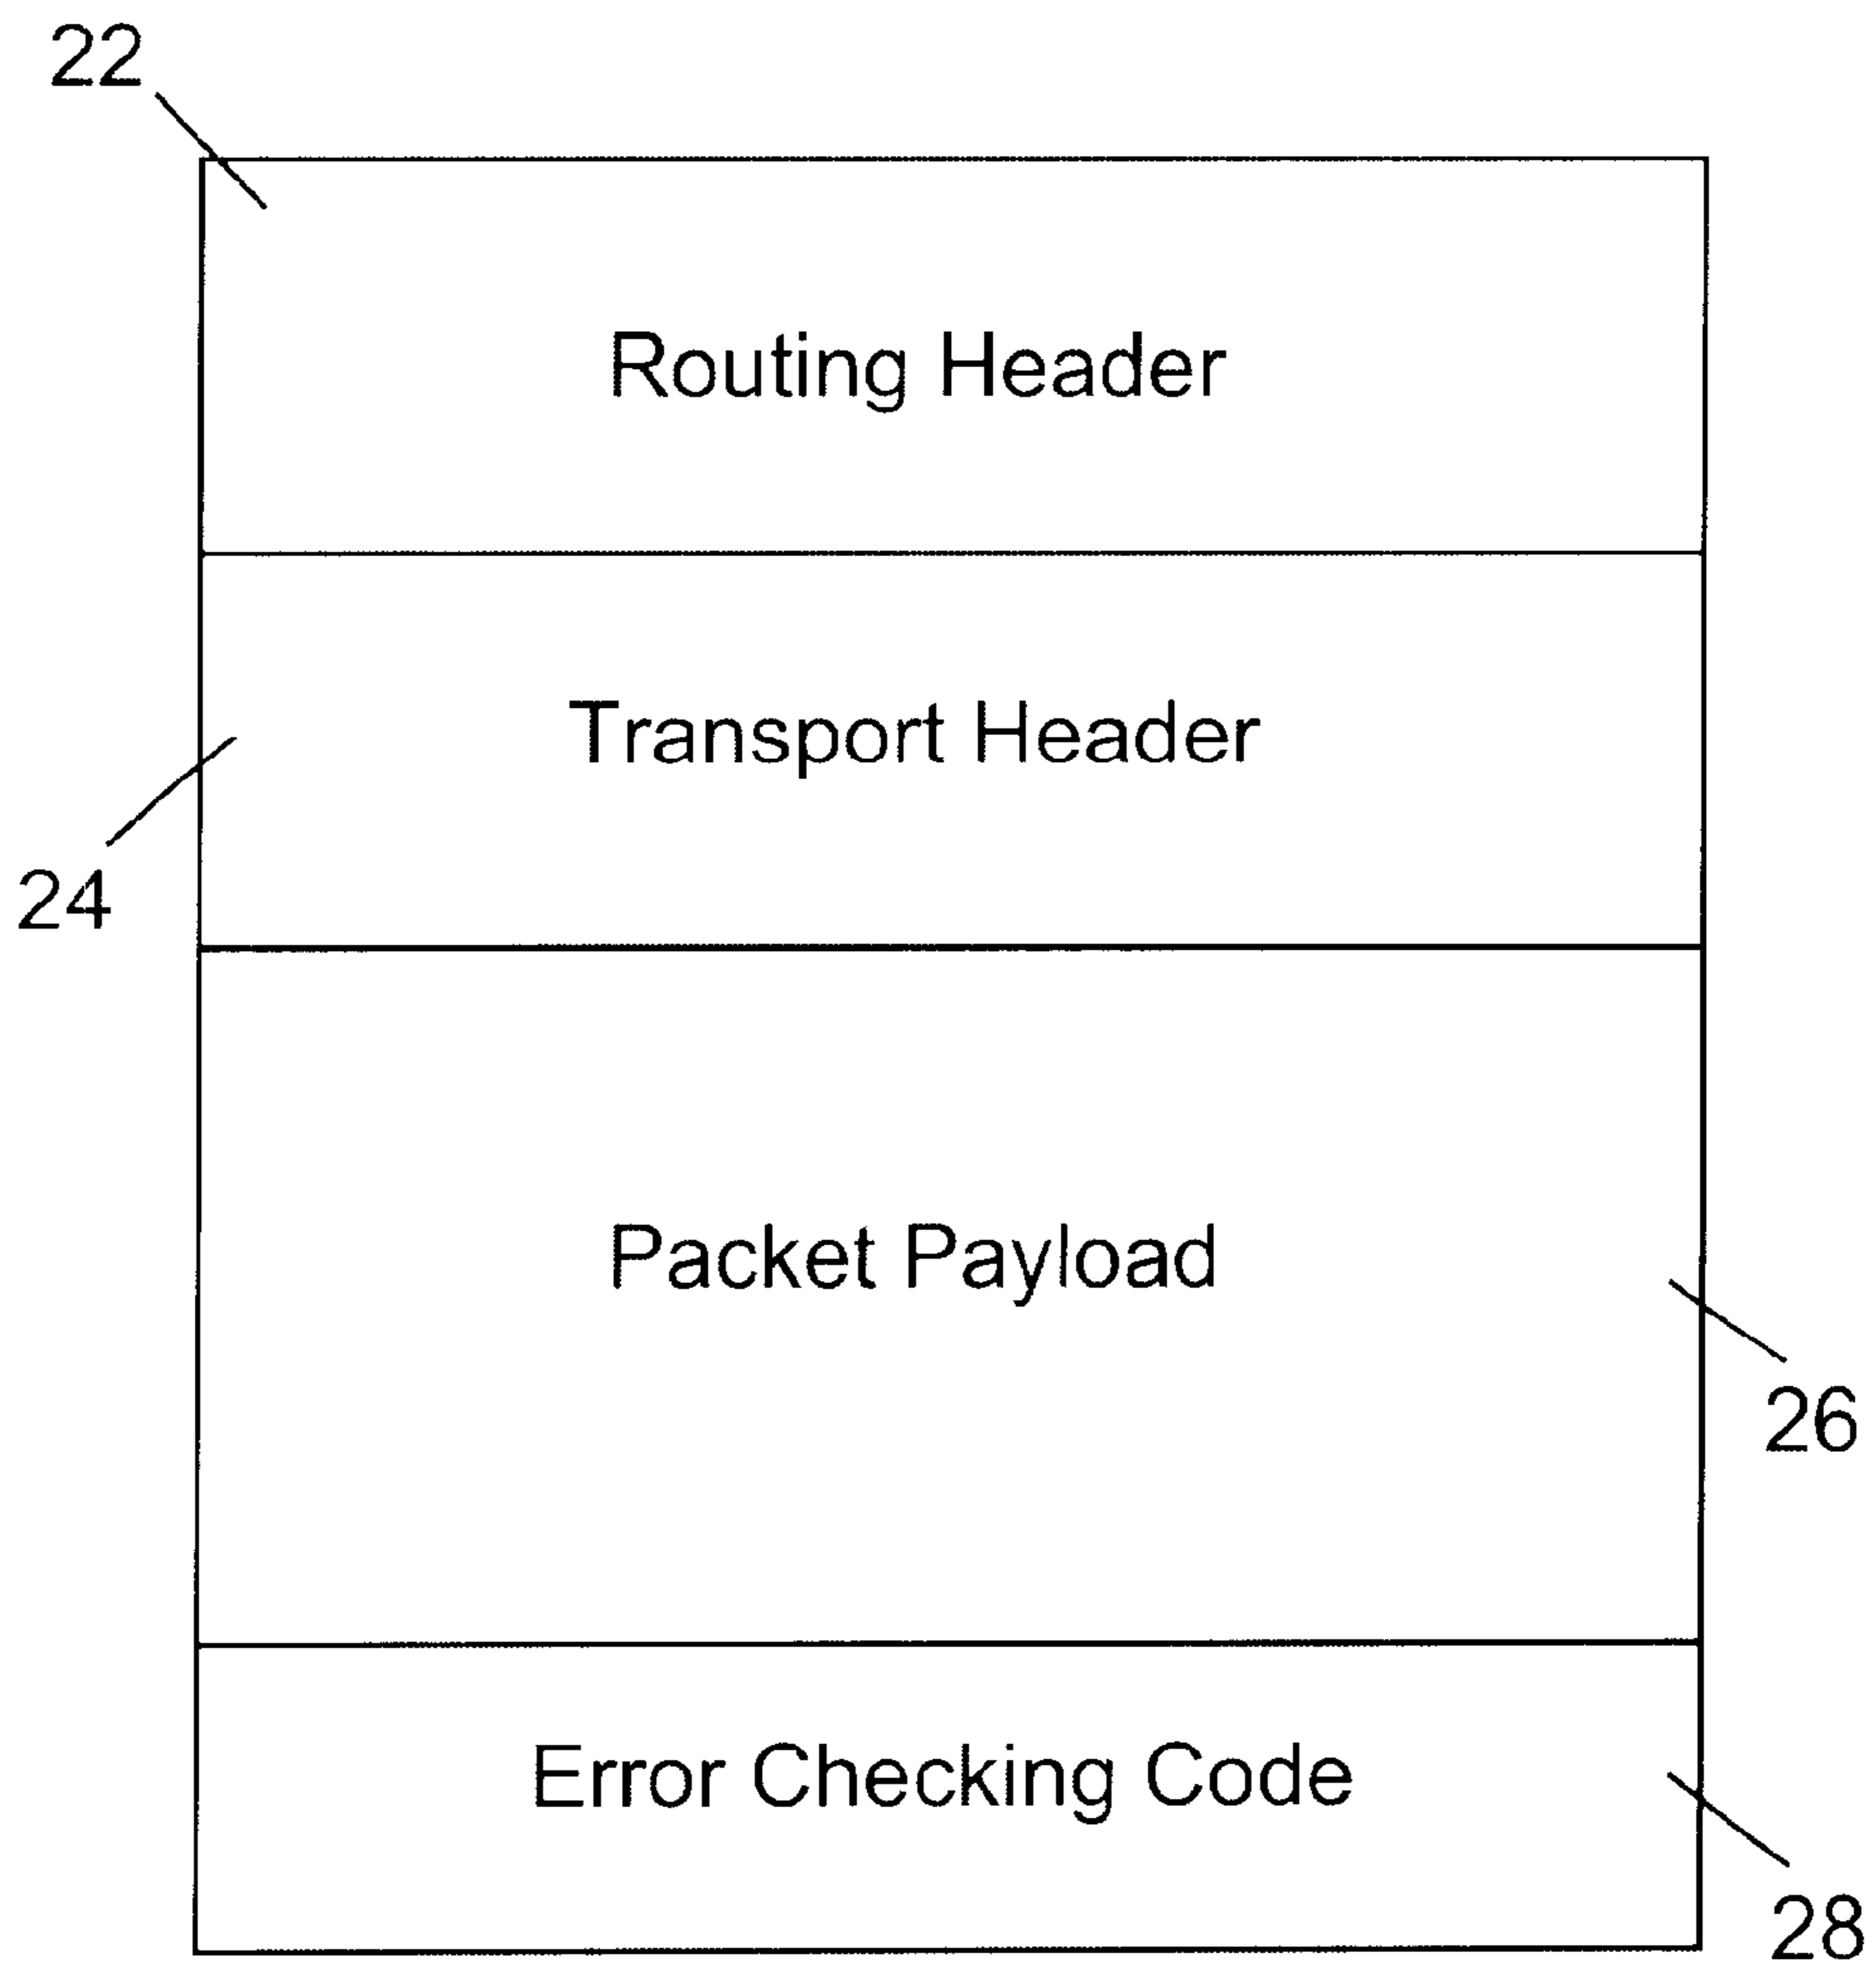 22
Routing Header
Transport Header
24
Packet Payload
26
Error Checking Code
28